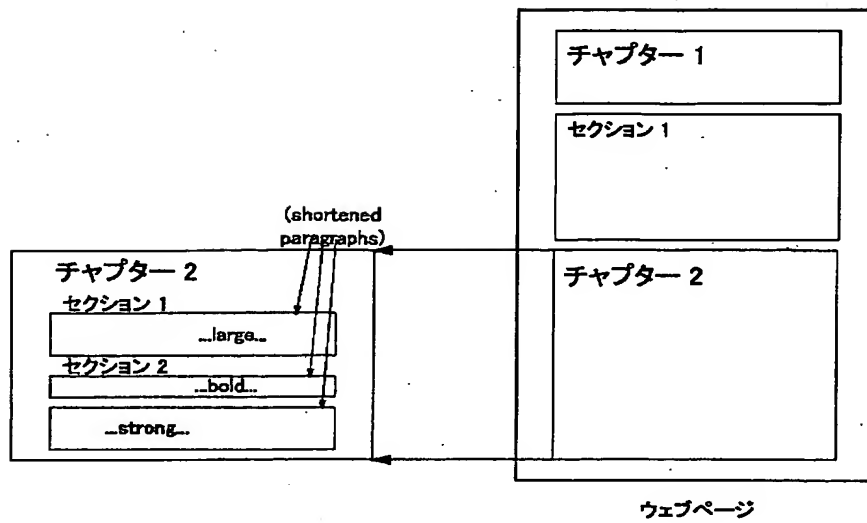 チャプター 1
セクション 1
(shortened
paragraphs)
チャプター 2
セクション 1
...large...
セクション 2
...bold...
...strong...
チャプター 2
ウェブページ